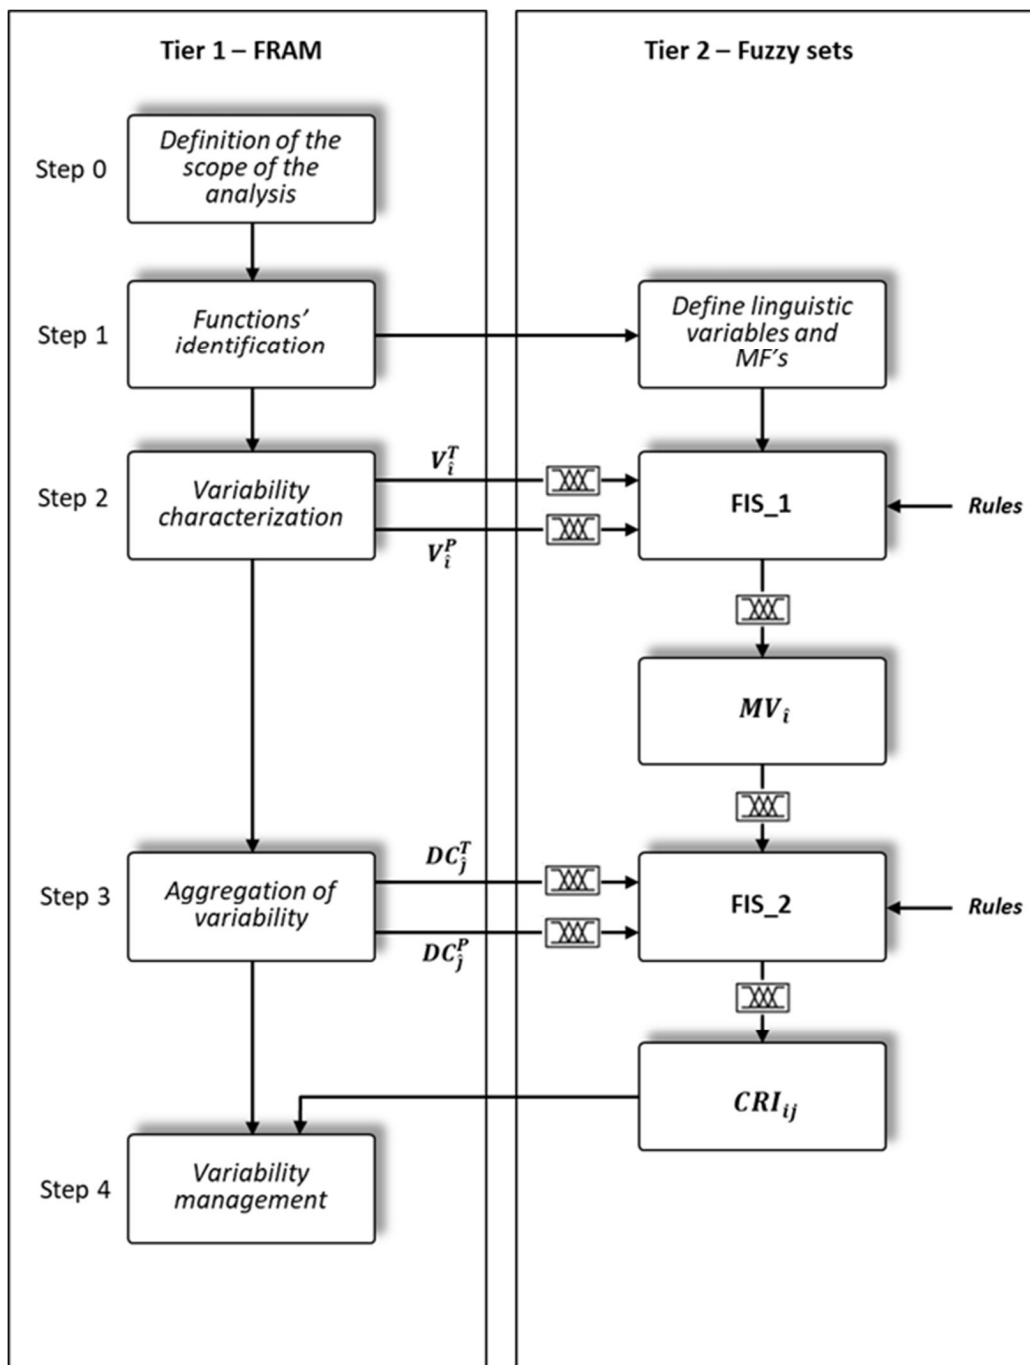 Tier 1 – FRAM
Tier 2 – Fuzzy sets
Step 0
Definition of the
scope of the
analysis
Step 1
Functions'
identification
Define linguistic
variables and
MF's
Step 2
Variability
characterization
V_î^T
V_î^P
FIS_1
Rules
MV_î
Step 3
Aggregation of
variability
DC_ĵ^T
DC_ĵ^P
FIS_2
Rules
CRI_ij
Step 4
Variability
management